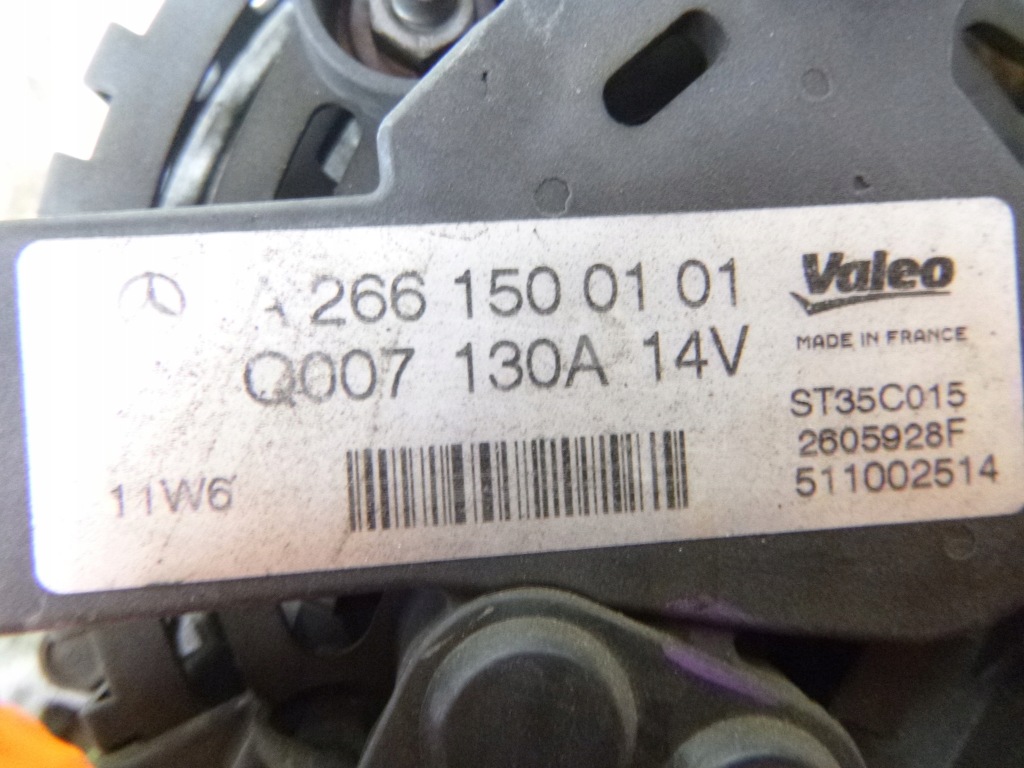 A 266 150 01 01
Q007 130A 14V
11W6
Valeo
MADE IN FRANCE
ST35C015
2605928F
511002514